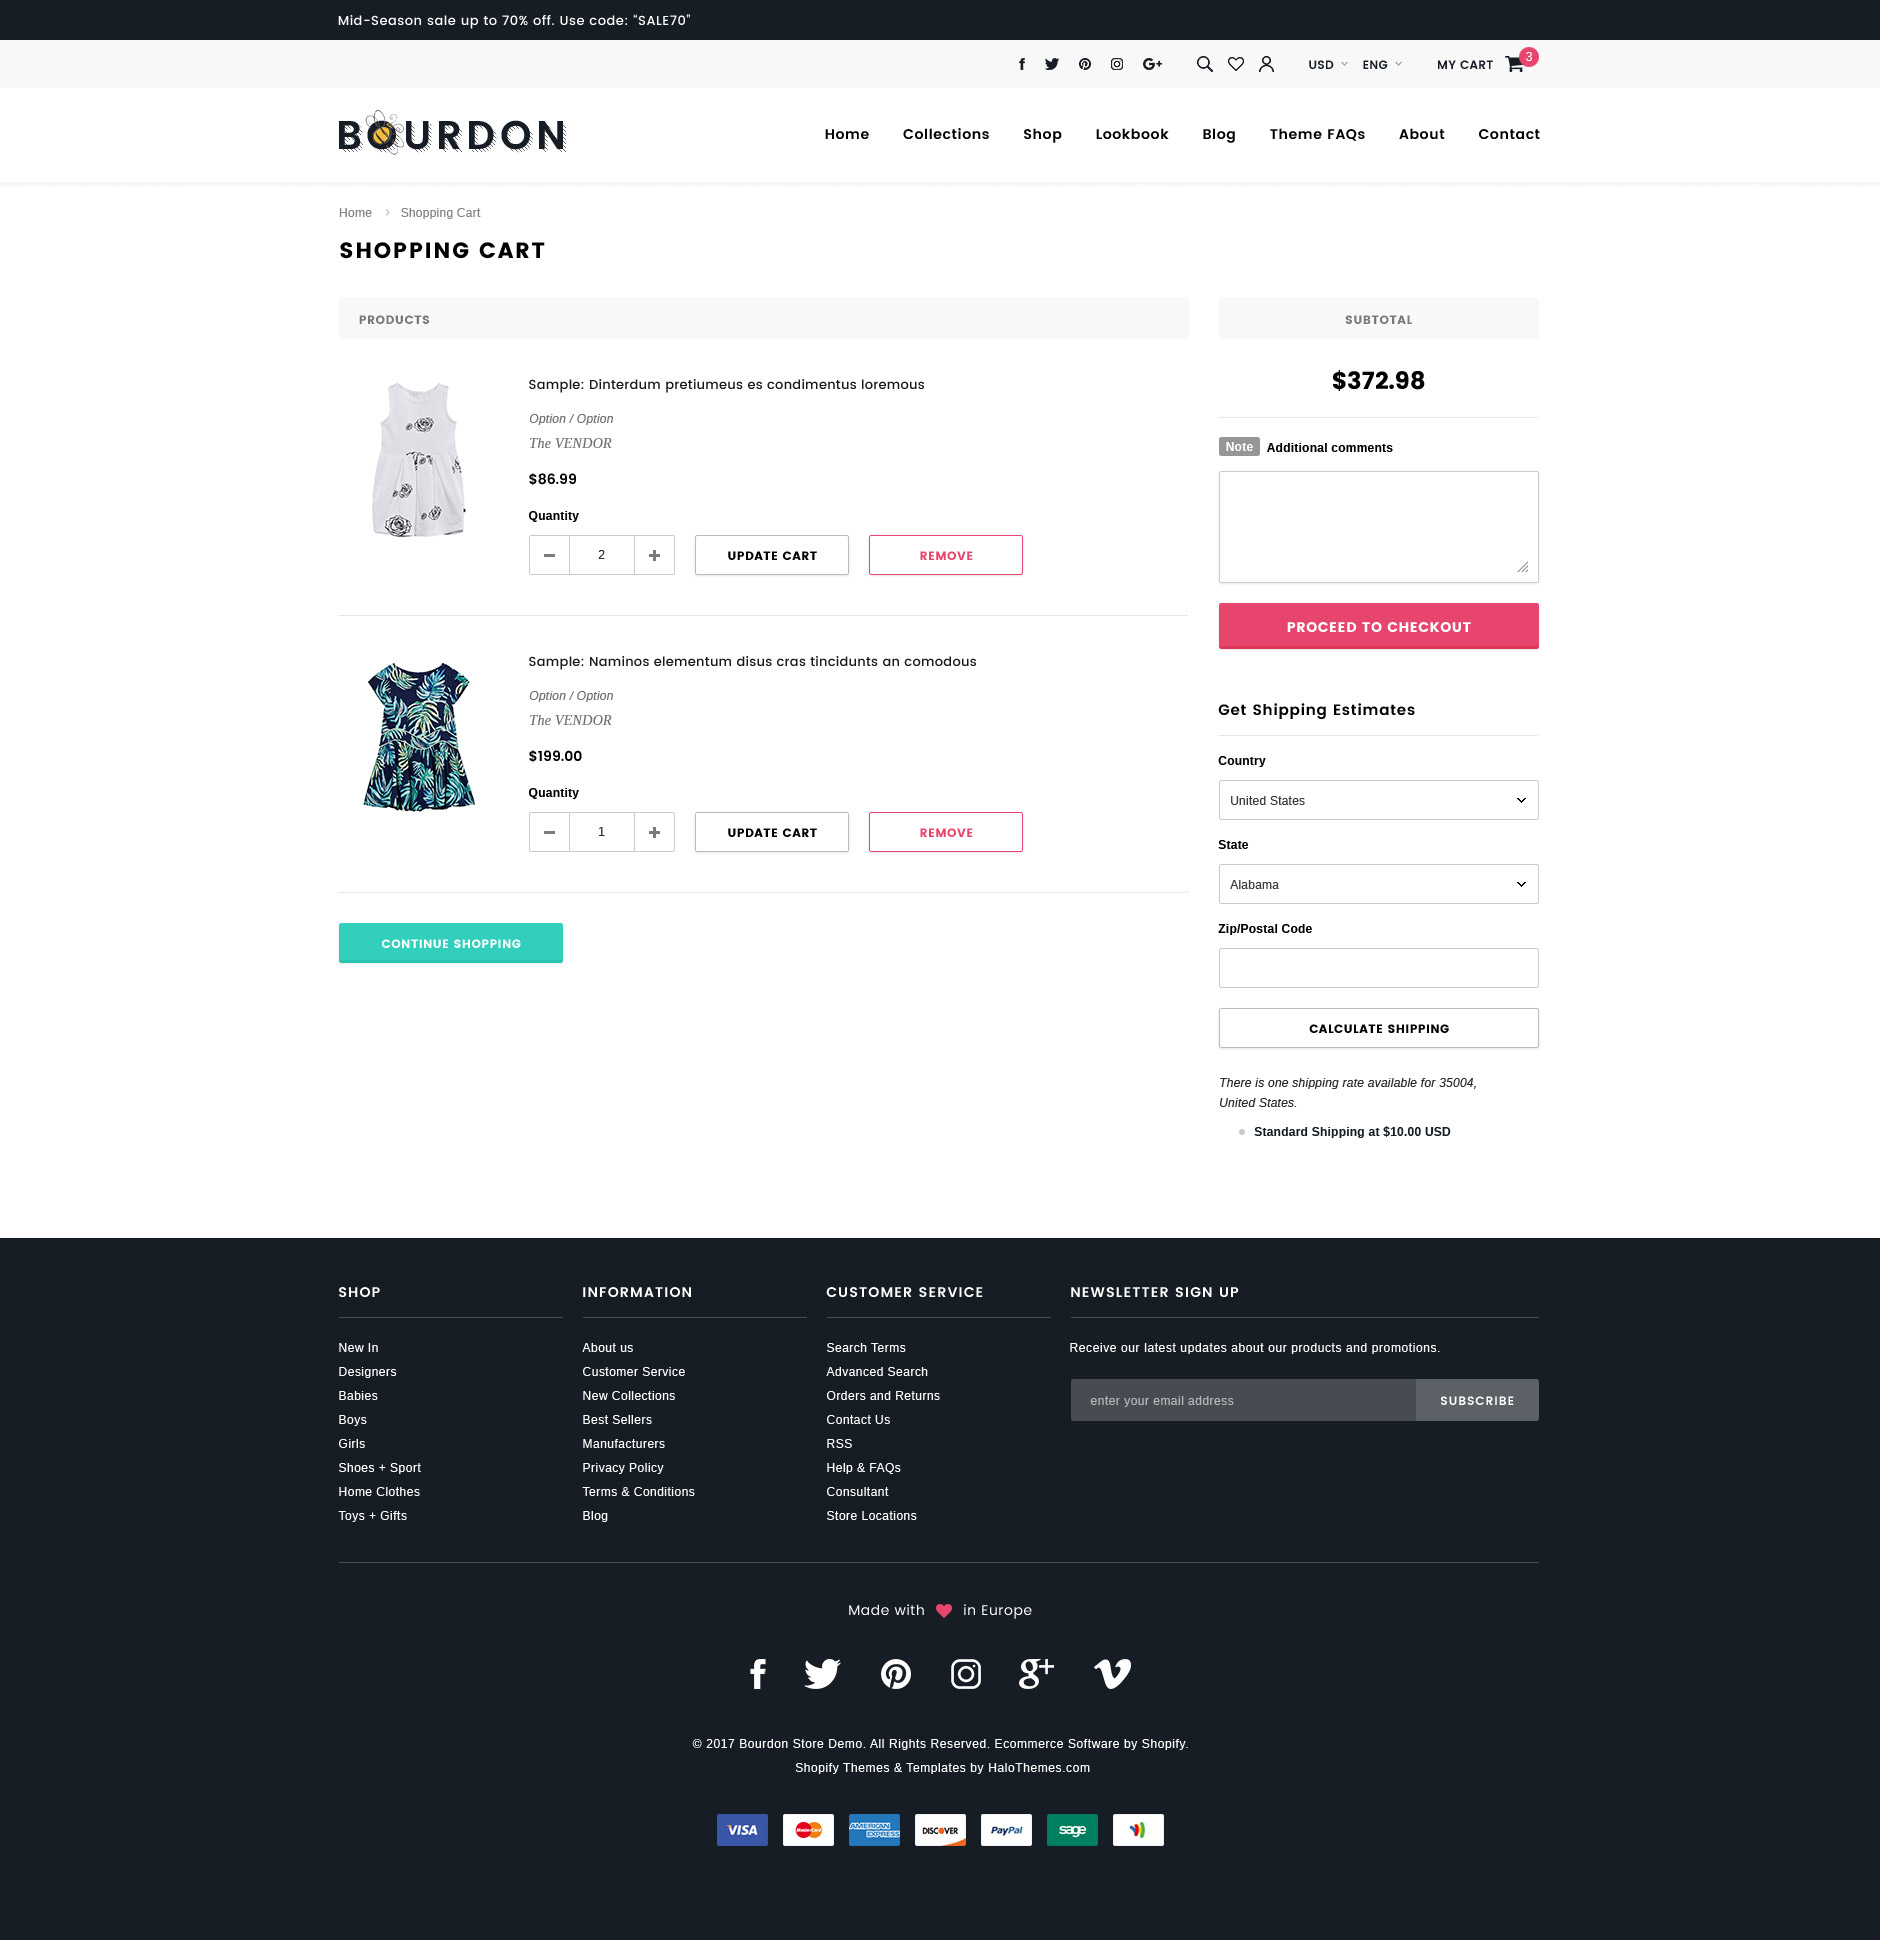 Mid-Season sale up to 70% off. Use code: "SALE70"
USD ENG MY CART 3
BOURDON
Home Collections Shop Lookbook Blog Theme FAQs About Contact
Home Shopping Cart
SHOPPING CART
PRODUCTS
Sample: Dinterdum pretiumeus es condimentus loremous
Option / Option
The VENDOR
$86.99
Quantity
2 UPDATE CART REMOVE
Sample: Naminos elementum disus cras tincidunts an comodous
Option / Option
The VENDOR
$199.00
Quantity
1 UPDATE CART REMOVE
CONTINUE SHOPPING
SUBTOTAL
$372.98
Note Additional comments
PROCEED TO CHECKOUT
Get Shipping Estimates
Country
United States
State
Alabama
Zip/Postal Code
CALCULATE SHIPPING
There is one shipping rate available for 35004,
United States.
Standard Shipping at $10.00 USD
SHOP
New In
Designers
Babies
Boys
Girls
Shoes + Sport
Home Clothes
Toys + Gifts
INFORMATION
About us
Customer Service
New Collections
Best Sellers
Manufacturers
Privacy Policy
Terms & Conditions
Blog
CUSTOMER SERVICE
Search Terms
Advanced Search
Orders and Returns
Contact Us
RSS
Help & FAQs
Consultant
Store Locations
NEWSLETTER SIGN UP
Receive our latest updates about our products and promotions.
enter your email address SUBSCRIBE
Made with in Europe
© 2017 Bourdon Store Demo. All Rights Reserved. Ecommerce Software by Shopify.
Shopify Themes & Templates by HaloThemes.com
VISA MasterCard AMERICAN EXPRESS DISCOVER PayPal sage